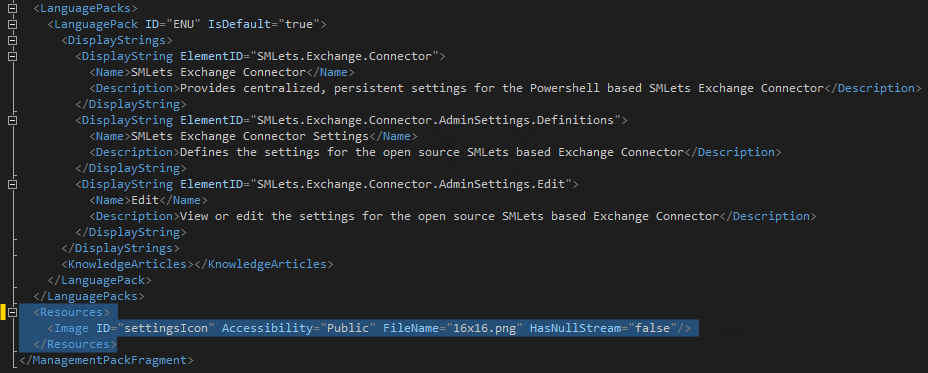 <LanguagePacks>
<LanguagePack ID="ENU" IsDefault="true">
<DisplayStrings>
<DisplayString ElementID="SMLets.Exchange.Connector">
<Name>SMLets Exchange Connector</Name>
<Description>Provides centralized, persistent settings for the Powershell based SMLets Exchange Connector</Description>
</DisplayString>
<DisplayString ElementID="SMLets.Exchange.Connector.AdminSettings.Definitions">
<Name>SMLets Exchange Connector Settings</Name>
<Description>Defines the settings for the open source SMLets based Exchange Connector</Description>
</DisplayString>
<DisplayString ElementID="SMLets.Exchange.Connector.AdminSettings.Edit">
<Name>Edit</Name>
<Description>View or edit the settings for the open source SMLets based Exchange Connector</Description>
</DisplayString>
</DisplayStrings>
<KnowledgeArticles></KnowledgeArticles>
</LanguagePack>
</LanguagePacks>
<Resources>
<Image ID="settingsIcon" Accessibility="Public" FileName="16x16.png" HasNullStream="false"/>
</Resources>
</ManagementPackFragment>